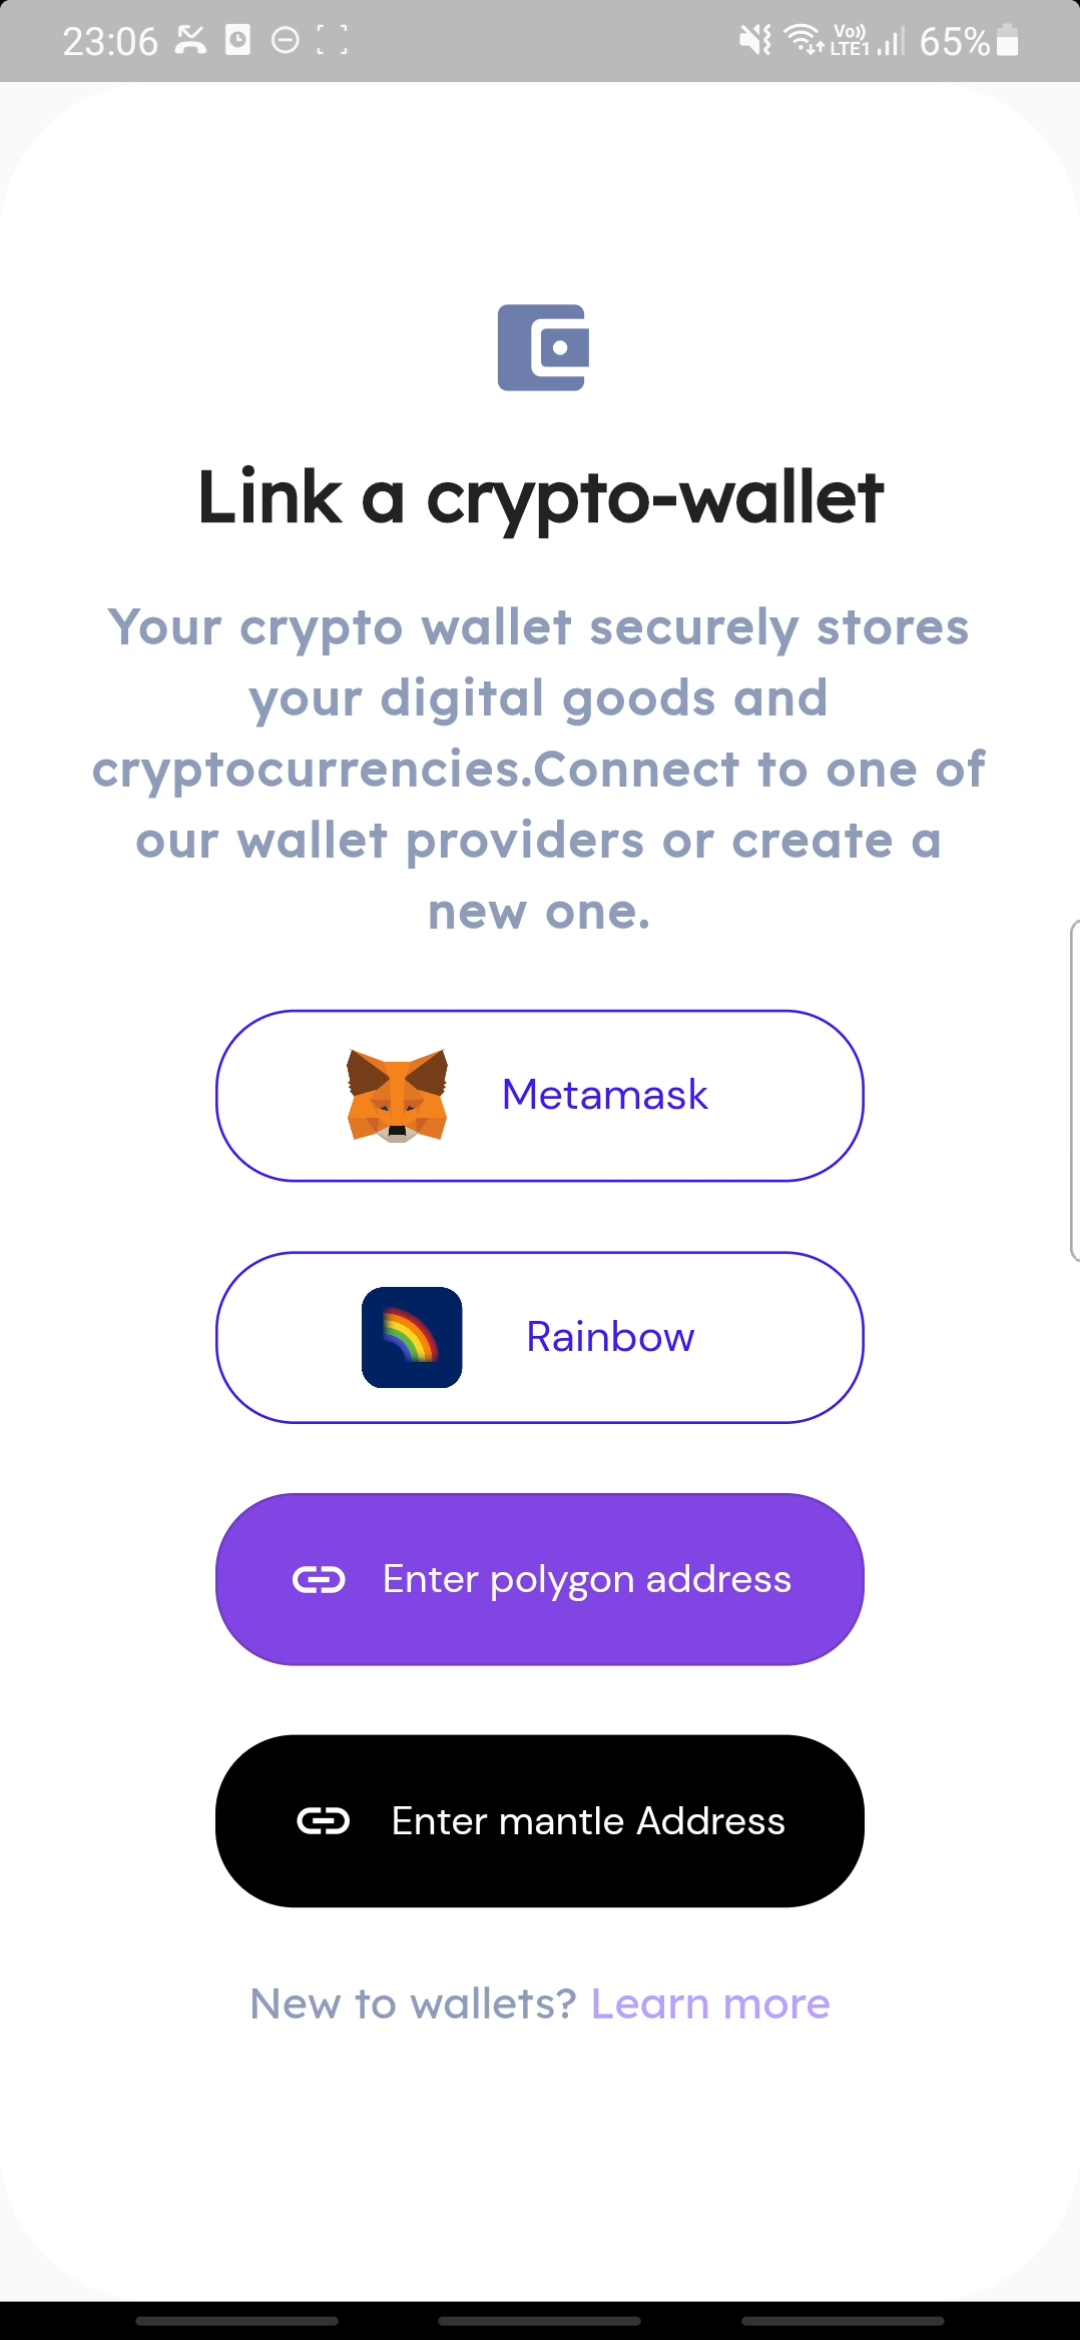 23:06 Vo)) LTE1 65%
Link a crypto-wallet
Your crypto wallet securely stores
your digital goods and
cryptocurrencies.Connect to one of
our wallet providers or create a
new one.
Metamask
Rainbow
Enter polygon address
Enter mantle Address
New to wallets? Learn more